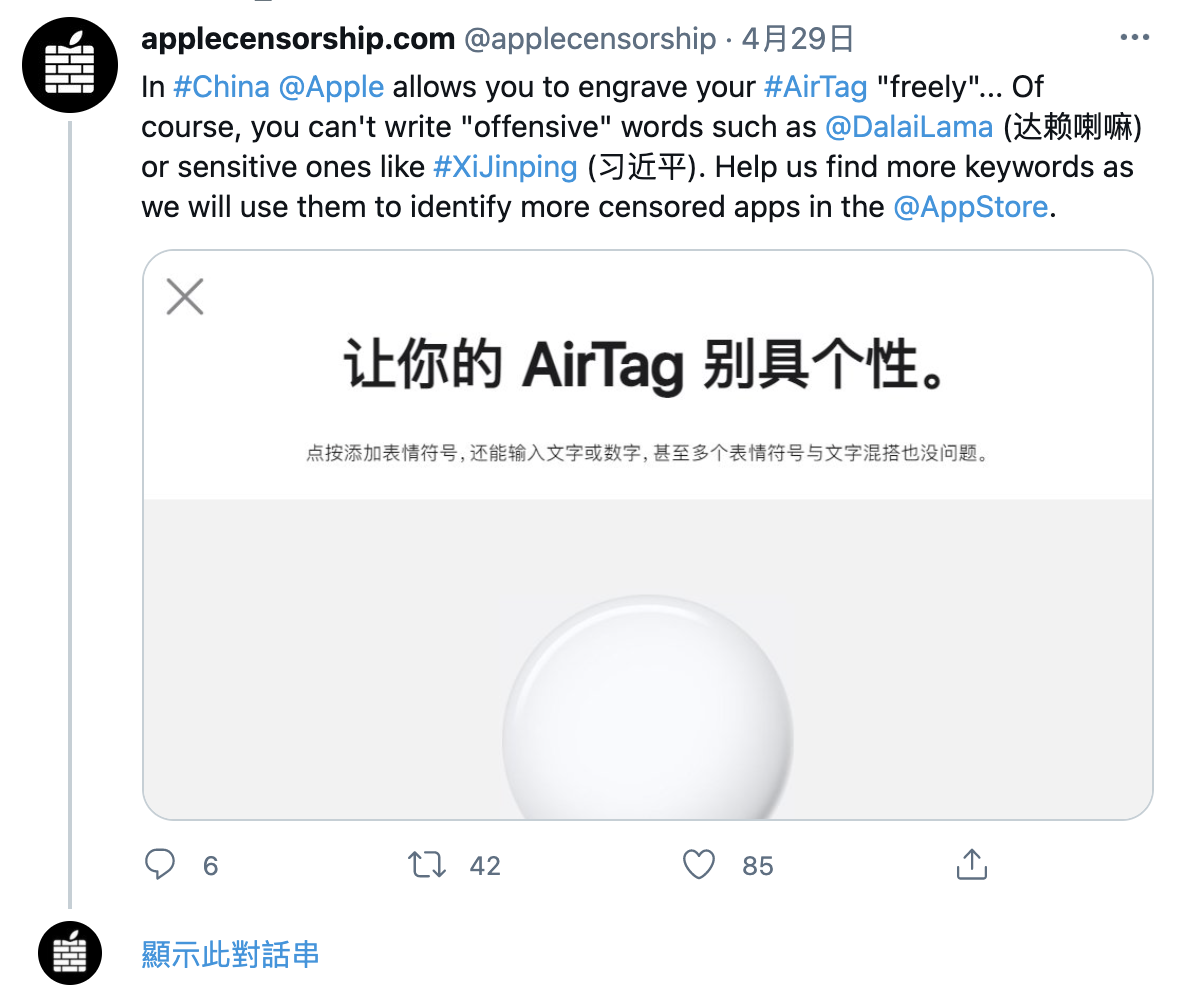 applecensorship.com @applecensorship · 4月29日
In #China @Apple allows you to engrave your #AirTag "freely"... Of
course, you can't write "offensive" words such as @DalaiLama (达赖喇嘛)
or sensitive ones like #XiJinping (习近平). Help us find more keywords as
we will use them to identify more censored apps in the @AppStore.
让你的 AirTag 别具个性。
点按添加表情符号, 还能输入文字或数字, 甚至多个表情符号与文字混搭也没问题。
6 42 85
顯示此對話串